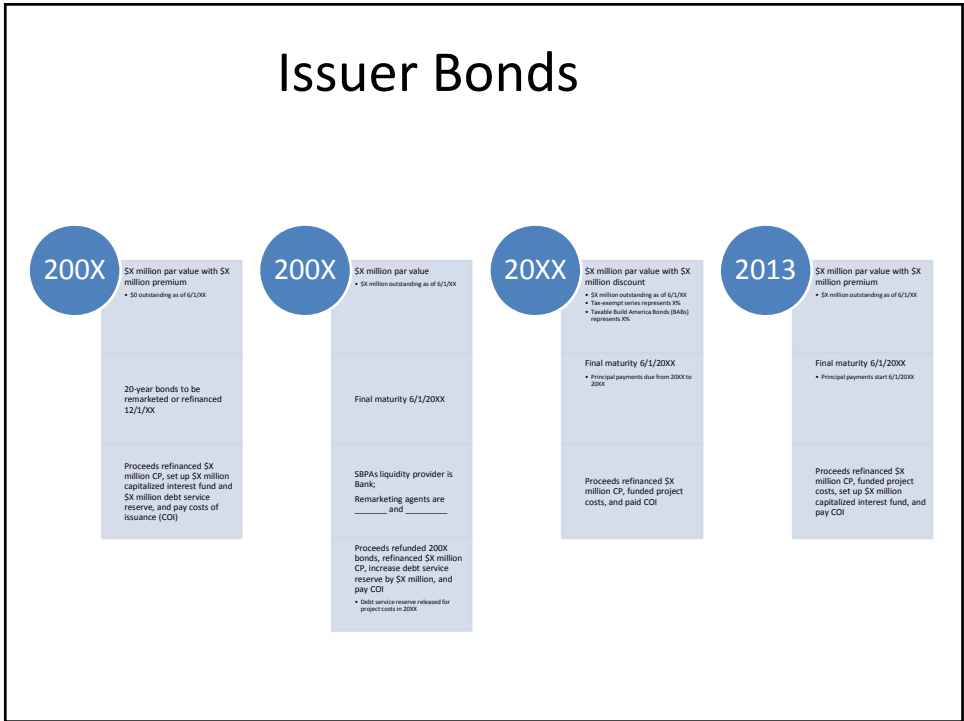 Issuer Bonds
200X
$X million par value with $X
million premium
• $0 outstanding as of 6/1/XX
20-year bonds to be
remarketed or refinanced
12/1/XX
Proceeds refinanced $X
million CP, set up $X million
capitalized interest fund and
$X million debt service
reserve, and pay costs of
issuance (COI)
200X
$X million par value
• $X million outstanding as of 6/1/XX
Final maturity 6/1/20XX
SBPAs liquidity provider is
Bank;
Remarketing agents are
_______ and _________
Proceeds refunded 200X
bonds, refinanced $X million
CP, increase debt service
reserve by $X million, and
pay COI
• Debt service reserve released for
project costs in 20XX
20XX
$X million par value with $X
million discount
• $X million outstanding as of 6/1/XX
• Tax-exempt series represents X%
• Taxable Build America Bonds (BABs)
represents X%
Final maturity 6/1/20XX
• Principal payments due from 20XX to
20XX
Proceeds refinanced $X
million CP, funded project
costs, and paid COI
2013
$X million par value with $X
million premium
• $X million outstanding as of 6/1/XX
Final maturity 6/1/20XX
• Principal payments start 6/1/20XX
Proceeds refinanced $X
million CP, funded project
costs, set up $X million
capitalized interest fund, and
pay COI